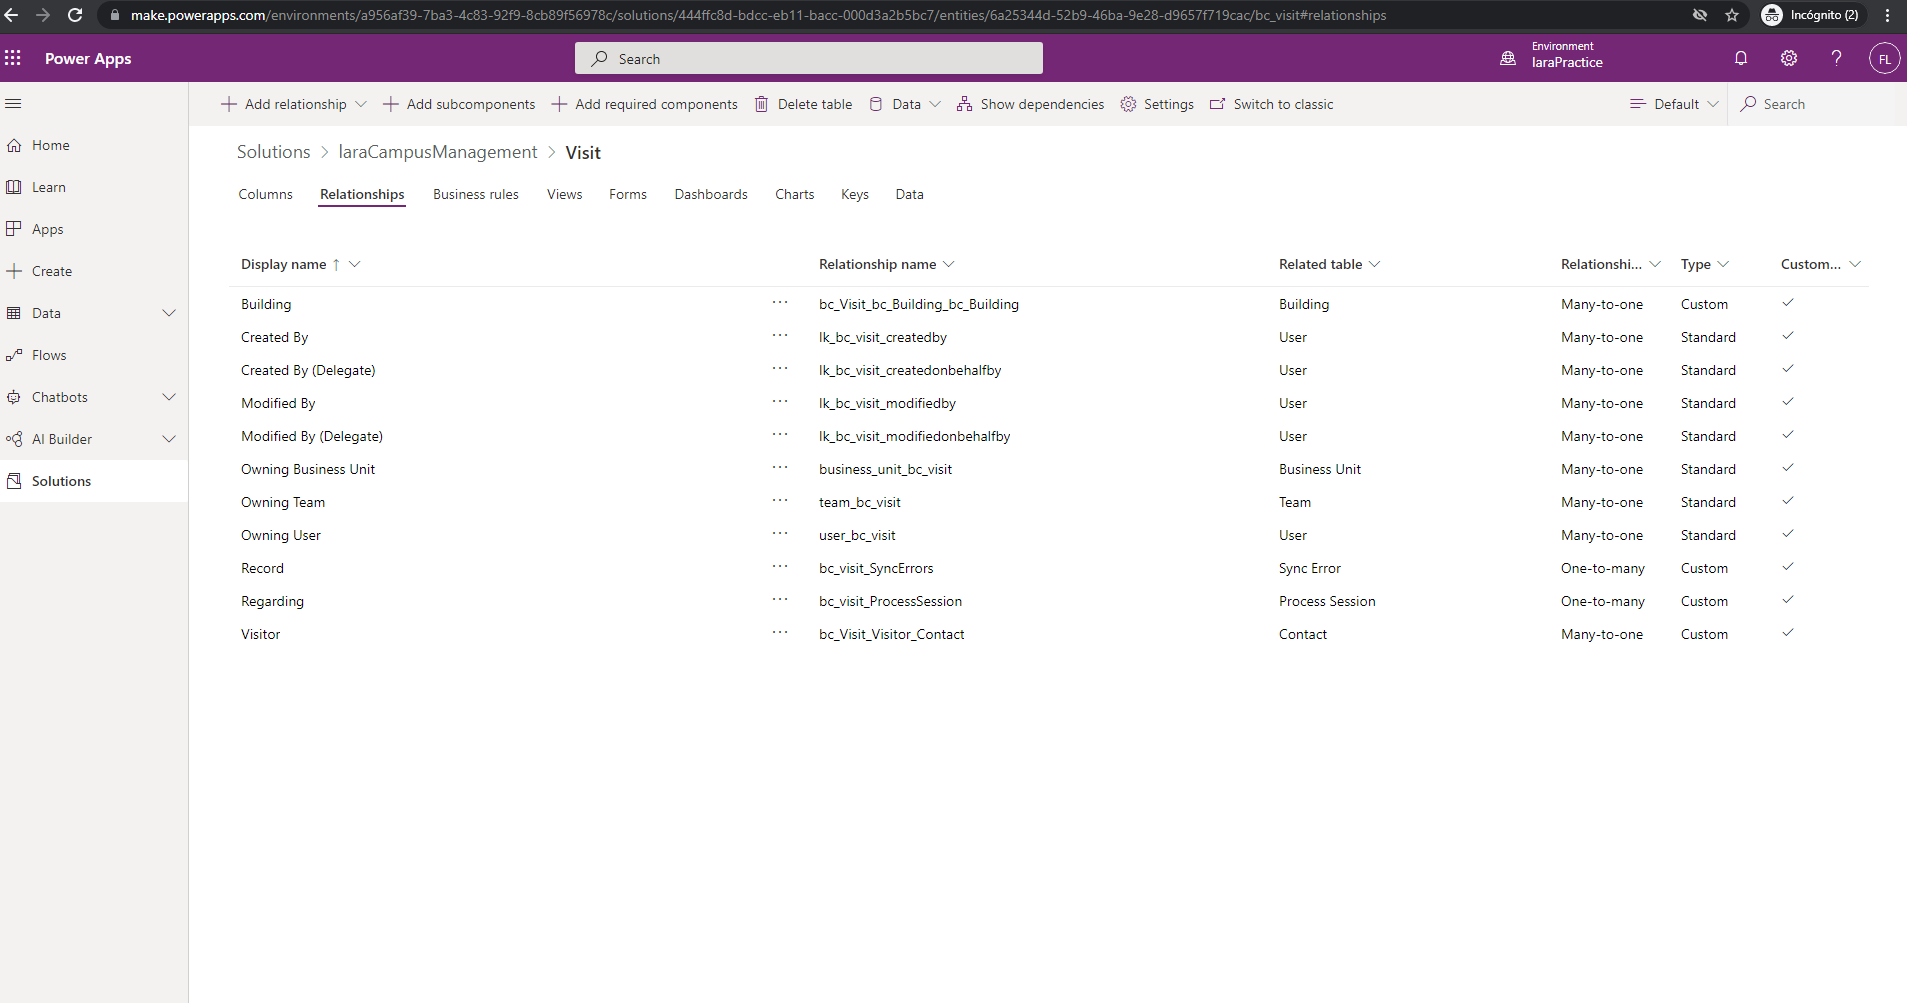 make.powerapps.com/environments/a956af39-7ba3-4c83-92f9-8cb89f56978c/solutions/444ffc8d-bdcc-eb11-bacc-000d3a2b5bc7/entities/6a25344d-52b9-46ba-9e28-d9657f719cac/bc_visit#relationships Incógnito (2)
Power Apps Search Environment laraPractice ? FL
Add relationship Add subcomponents Add required components Delete table Data Show dependencies Settings Switch to classic Default Search
Home
Learn
Apps
Create
Data
Flows
Chatbots
AI Builder
Solutions
Solutions > laraCampusManagement > Visit
Columns Relationships Business rules Views Forms Dashboards Charts Keys Data
Display name ↑ Relationship name Related table Relationshi... Type Custom...
Building ··· bc_Visit_bc_Building_bc_Building Building Many-to-one Custom ✓
Created By ··· lk_bc_visit_createdby User Many-to-one Standard ✓
Created By (Delegate) ··· lk_bc_visit_createdonbehalfby User Many-to-one Standard ✓
Modified By ··· lk_bc_visit_modifiedby User Many-to-one Standard ✓
Modified By (Delegate) ··· lk_bc_visit_modifiedonbehalfby User Many-to-one Standard ✓
Owning Business Unit ··· business_unit_bc_visit Business Unit Many-to-one Standard ✓
Owning Team ··· team_bc_visit Team Many-to-one Standard ✓
Owning User ··· user_bc_visit User Many-to-one Standard ✓
Record ··· bc_visit_SyncErrors Sync Error One-to-many Custom ✓
Regarding ··· bc_visit_ProcessSession Process Session One-to-many Custom ✓
Visitor ··· bc_Visit_Visitor_Contact Contact Many-to-one Custom ✓